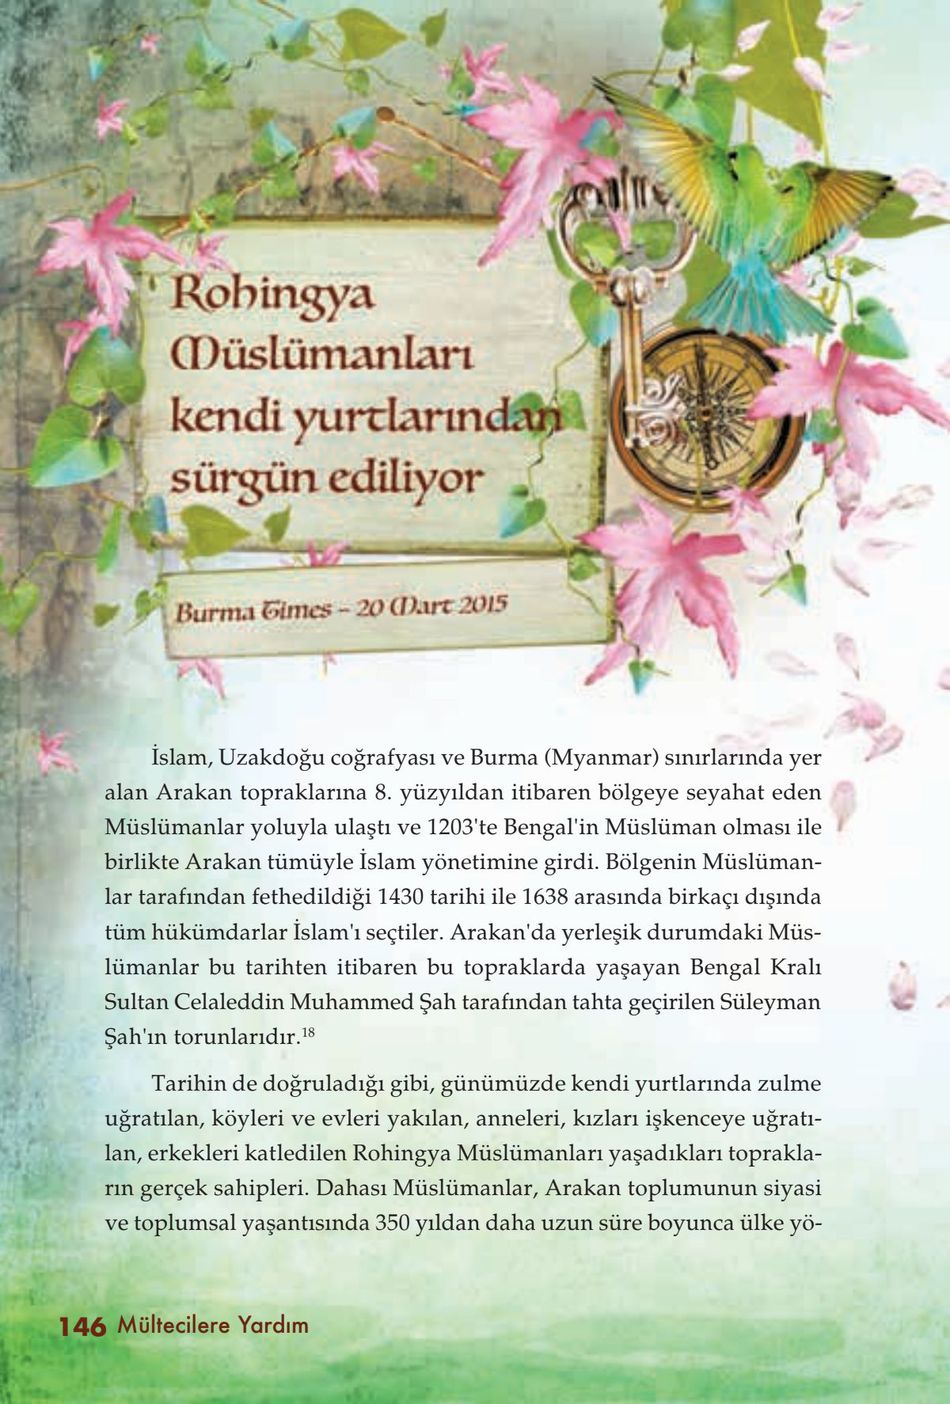 Rohingya
Müslümanları
kendi yurtlarından
sürgün ediliyor
Burma Times - 20 Mart 2015
İslam, Uzakdoğu coğrafyası ve Burma (Myanmar) sınırlarında yer
alan Arakan topraklarına 8. yüzyıldan itibaren bölgeye seyahat eden
Müslümanlar yoluyla ulaştı ve 1203'te Bengal'in Müslüman olması ile
birlikte Arakan tümüyle İslam yönetimine girdi. Bölgenin Müslüman-
lar tarafından fethedildiği 1430 tarihi ile 1638 arasında birkaçı dışında
tüm hükümdarlar İslam'ı seçtiler. Arakan'da yerleşik durumdaki Müs-
lümanlar bu tarihten itibaren bu topraklarda yaşayan Bengal Kralı
Sultan Celaleddin Muhammed Şah tarafından tahta geçirilen Süleyman
Şah'ın torunlarıdır.18
Tarihin de doğruladığı gibi, günümüzde kendi yurtlarında zulme
uğratılan, köyleri ve evleri yakılan, anneleri, kızları işkenceye uğratı-
lan, erkekleri katledilen Rohingya Müslümanları yaşadıkları toprakla-
rın gerçek sahipleri. Dahası Müslümanlar, Arakan toplumunun siyasi
ve toplumsal yaşantısında 350 yıldan daha uzun süre boyunca ülke yö-
146 Mültecilere Yardım